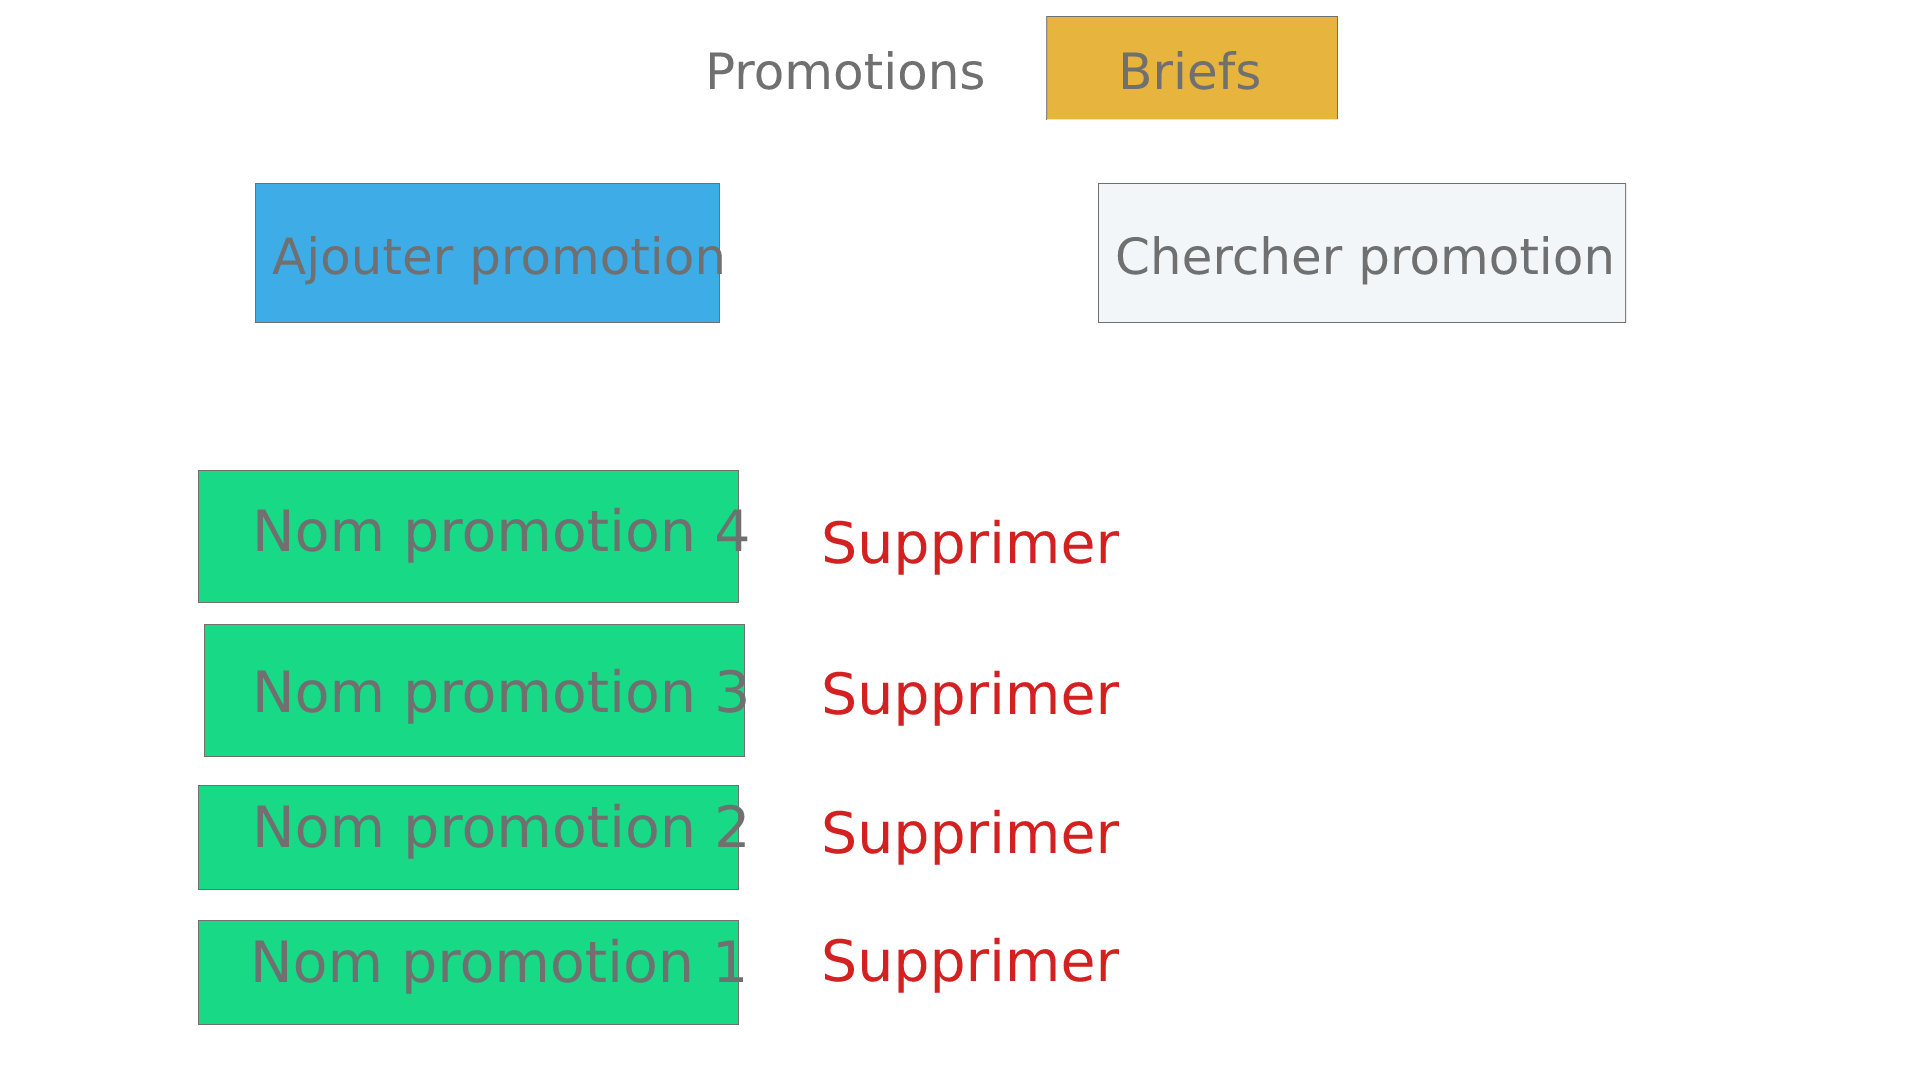 Promotions Briefs
Ajouter promotion Chercher promotion
Nom promotion 4 Supprimer
Nom promotion 3 Supprimer
Nom promotion 2 Supprimer
Nom promotion 1 Supprimer